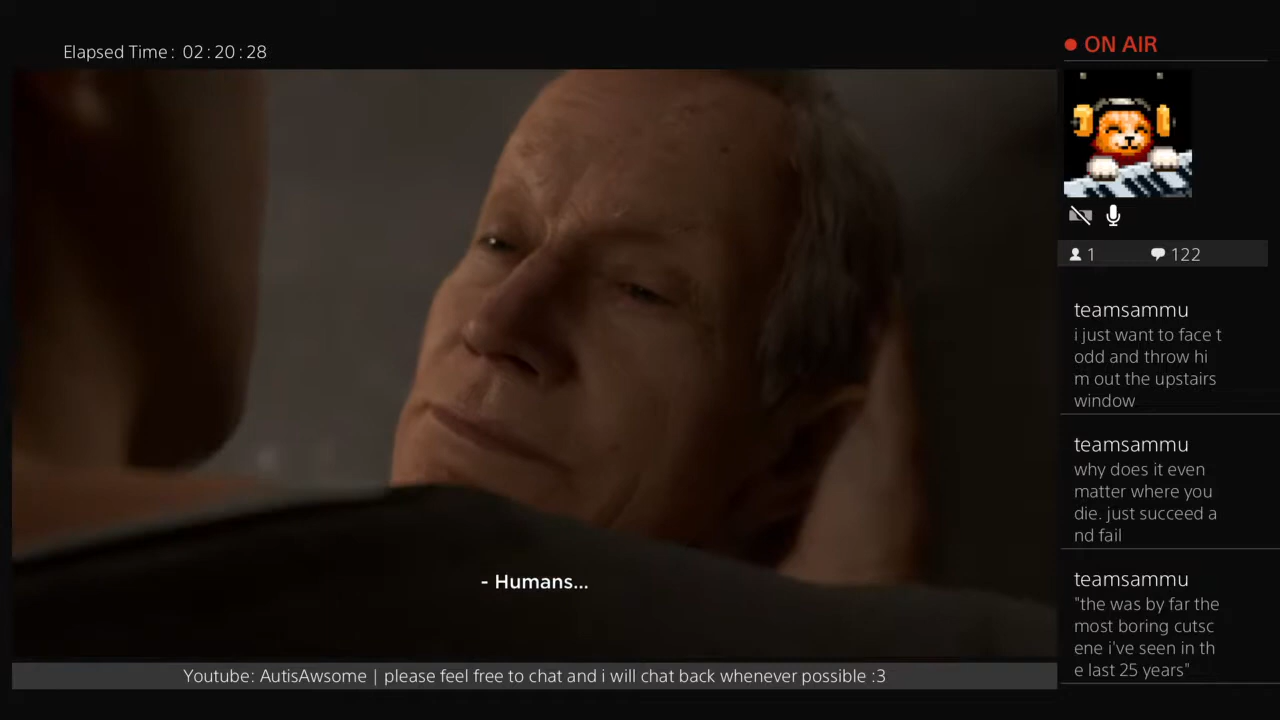 Elapsed Time: 02:20:28
ON AIR
1 122
teamsammu
i just want to face t
odd and throw hi
m out the upstairs
window
teamsammu
why does it even
matter where you
die. just succeed a
nd fail
teamsammu
"the was by far the
most boring cutsc
ene i've seen in th
e last 25 years"
- Humans...
Youtube: AutisAwsome | please feel free to chat and i will chat back whenever possible :3